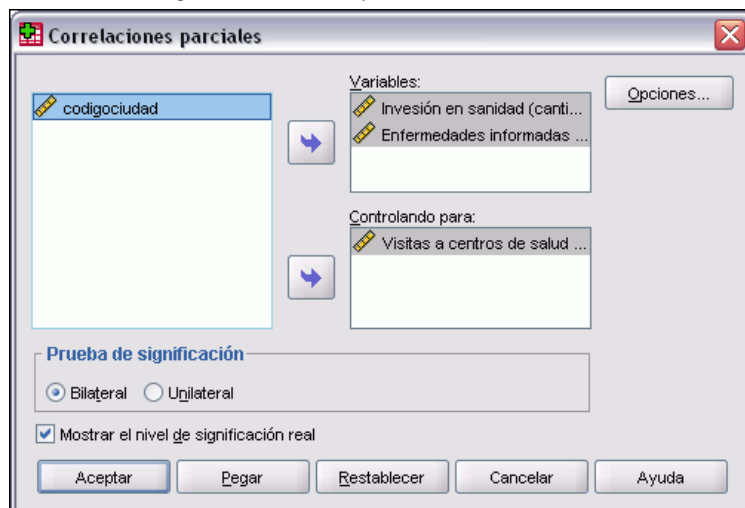 Correlaciones parciales
Variables:
Opciones...
codigociudad
Invesión en sanidad (canti...
Enfermedades informadas ...
Controlando para:
Visitas a centros de salud ...
Prueba de significación
Bilateral Unilateral
Mostrar el nivel de significación real
Aceptar Pegar Restablecer Cancelar Ayuda